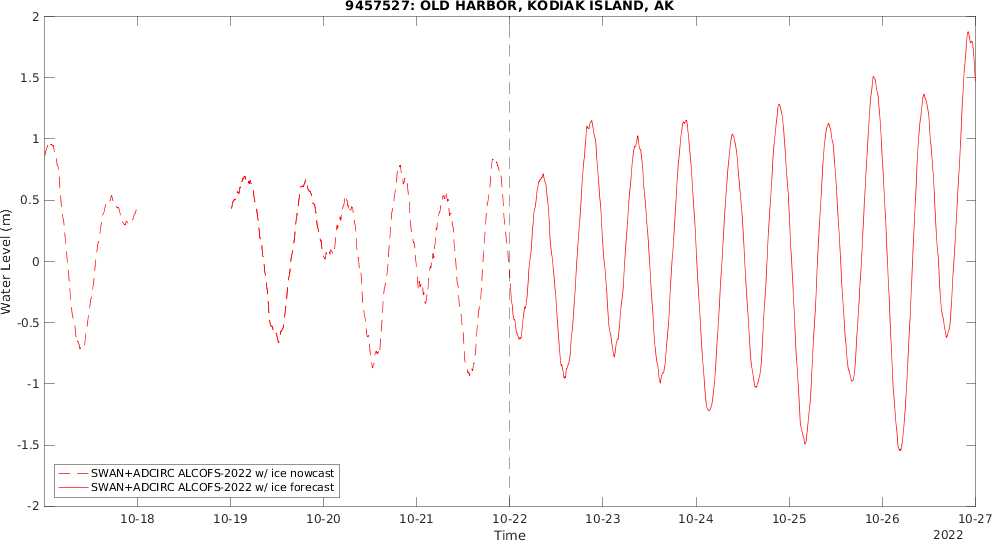 9457527: OLD HARBOR, KODIAK ISLAND, AK
2
1.5
1
0.5
0
-0.5
-1
-1.5
-2
Water Level (m)
SWAN+ADCIRC ALCOFS-2022 w/ ice nowcast
SWAN+ADCIRC ALCOFS-2022 w/ ice forecast
10-18 10-19 10-20 10-21 10-22 10-23 10-24 10-25 10-26 10-27
Time
2022